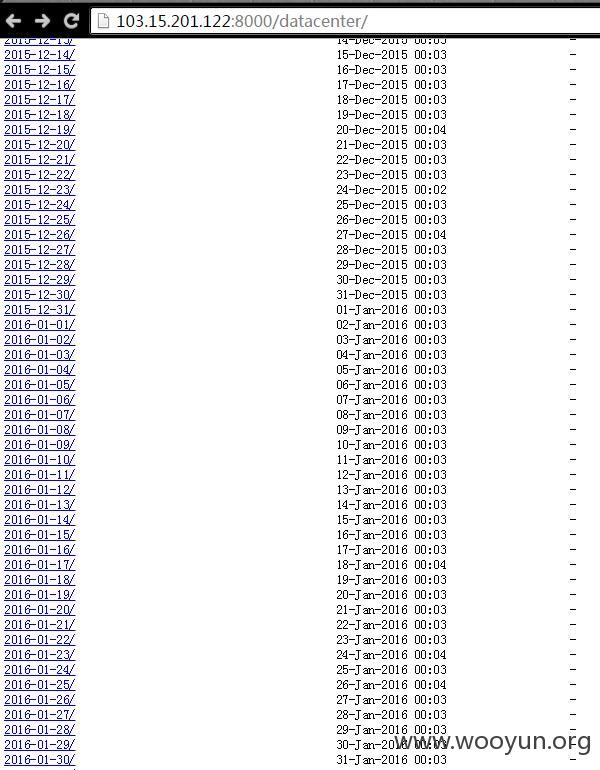 103.15.201.122:8000/datacenter/
2015-12-13/ 14-Dec-2015 00:03 -
2015-12-14/ 15-Dec-2015 00:03 -
2015-12-15/ 16-Dec-2015 00:03 -
2015-12-16/ 17-Dec-2015 00:03 -
2015-12-17/ 18-Dec-2015 00:03 -
2015-12-18/ 19-Dec-2015 00:03 -
2015-12-19/ 20-Dec-2015 00:04 -
2015-12-20/ 21-Dec-2015 00:03 -
2015-12-21/ 22-Dec-2015 00:03 -
2015-12-22/ 23-Dec-2015 00:03 -
2015-12-23/ 24-Dec-2015 00:02 -
2015-12-24/ 25-Dec-2015 00:03 -
2015-12-25/ 26-Dec-2015 00:03 -
2015-12-26/ 27-Dec-2015 00:04 -
2015-12-27/ 28-Dec-2015 00:03 -
2015-12-28/ 29-Dec-2015 00:03 -
2015-12-29/ 30-Dec-2015 00:03 -
2015-12-30/ 31-Dec-2015 00:03 -
2015-12-31/ 01-Jan-2016 00:03 -
2016-01-01/ 02-Jan-2016 00:03 -
2016-01-02/ 03-Jan-2016 00:03 -
2016-01-03/ 04-Jan-2016 00:03 -
2016-01-04/ 05-Jan-2016 00:03 -
2016-01-05/ 06-Jan-2016 00:03 -
2016-01-06/ 07-Jan-2016 00:03 -
2016-01-07/ 08-Jan-2016 00:03 -
2016-01-08/ 09-Jan-2016 00:03 -
2016-01-09/ 10-Jan-2016 00:03 -
2016-01-10/ 11-Jan-2016 00:03 -
2016-01-11/ 12-Jan-2016 00:03 -
2016-01-12/ 13-Jan-2016 00:03 -
2016-01-13/ 14-Jan-2016 00:03 -
2016-01-14/ 15-Jan-2016 00:03 -
2016-01-15/ 16-Jan-2016 00:03 -
2016-01-16/ 17-Jan-2016 00:03 -
2016-01-17/ 18-Jan-2016 00:04 -
2016-01-18/ 19-Jan-2016 00:03 -
2016-01-19/ 20-Jan-2016 00:03 -
2016-01-20/ 21-Jan-2016 00:03 -
2016-01-21/ 22-Jan-2016 00:03 -
2016-01-22/ 23-Jan-2016 00:03 -
2016-01-23/ 24-Jan-2016 00:04 -
2016-01-24/ 25-Jan-2016 00:03 -
2016-01-25/ 26-Jan-2016 00:04 -
2016-01-26/ 27-Jan-2016 00:03 -
2016-01-27/ 28-Jan-2016 00:03 -
2016-01-28/ 29-Jan-2016 00:03 -
2016-01-29/ 30-Jan-2016 00:03 -
www.wooyun.org
2016-01-30/ 31-Jan-2016 00:03 -